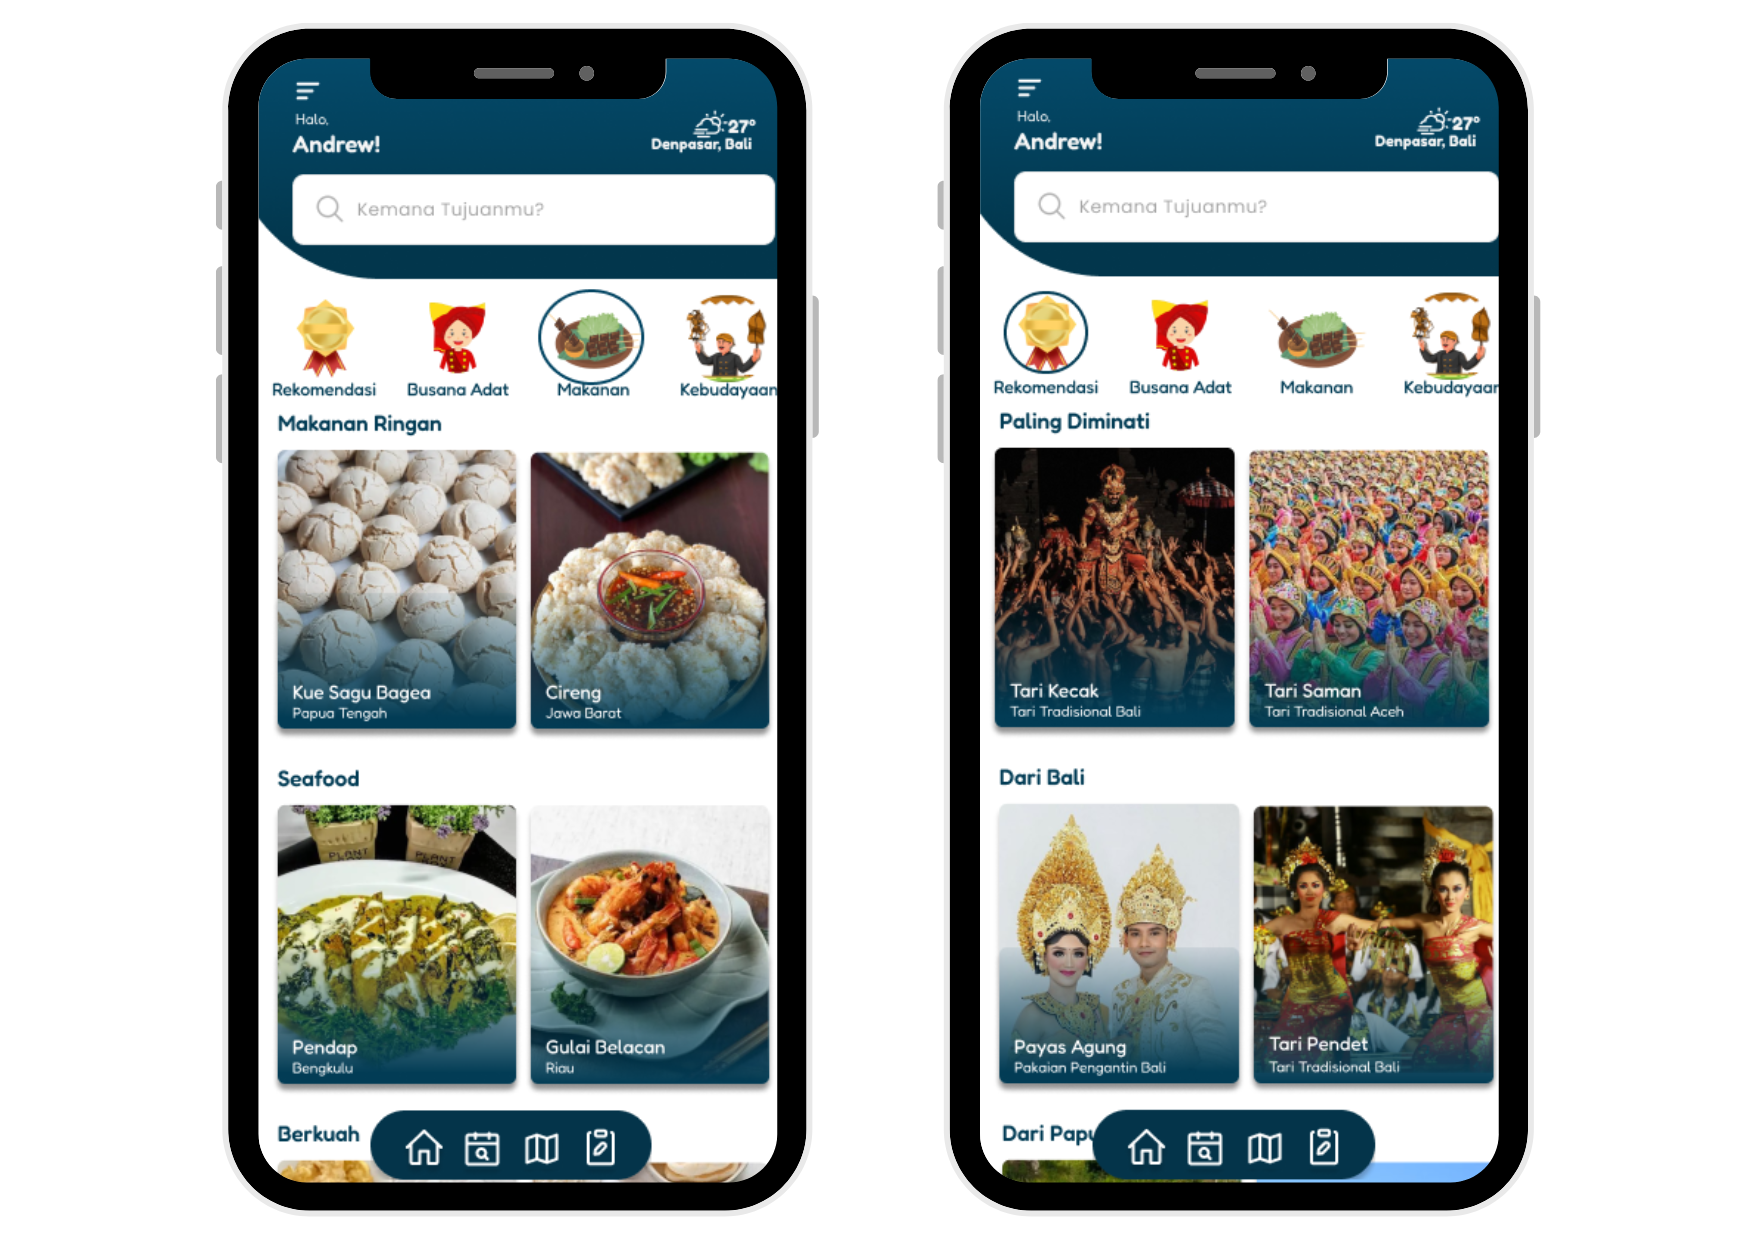 Halo,
Andrew!
27°
Denpasar, Bali
Kemana Tujuanmu?
Rekomendasi
Busana Adat
Makanan
Kebudayaan
Makanan Ringan
Kue Sagu Bagea
Papua Tengah
Cireng
Jawa Barat
Seafood
PLANT
PLANT
Pendap
Bengkulu
Gulai Belacan
Riau
Berkuah
Halo,
Andrew!
27°
Denpasar, Bali
Kemana Tujuanmu?
Rekomendasi
Busana Adat
Makanan
Kebudayaan
Paling Diminati
Tari Kecak
Tari Tradisional Bali
Tari Saman
Tari Tradisional Aceh
Dari Bali
Payas Agung
Pakaian Pengantin Bali
Tari Pendet
Tari Tradisional Bali
Dari Papu